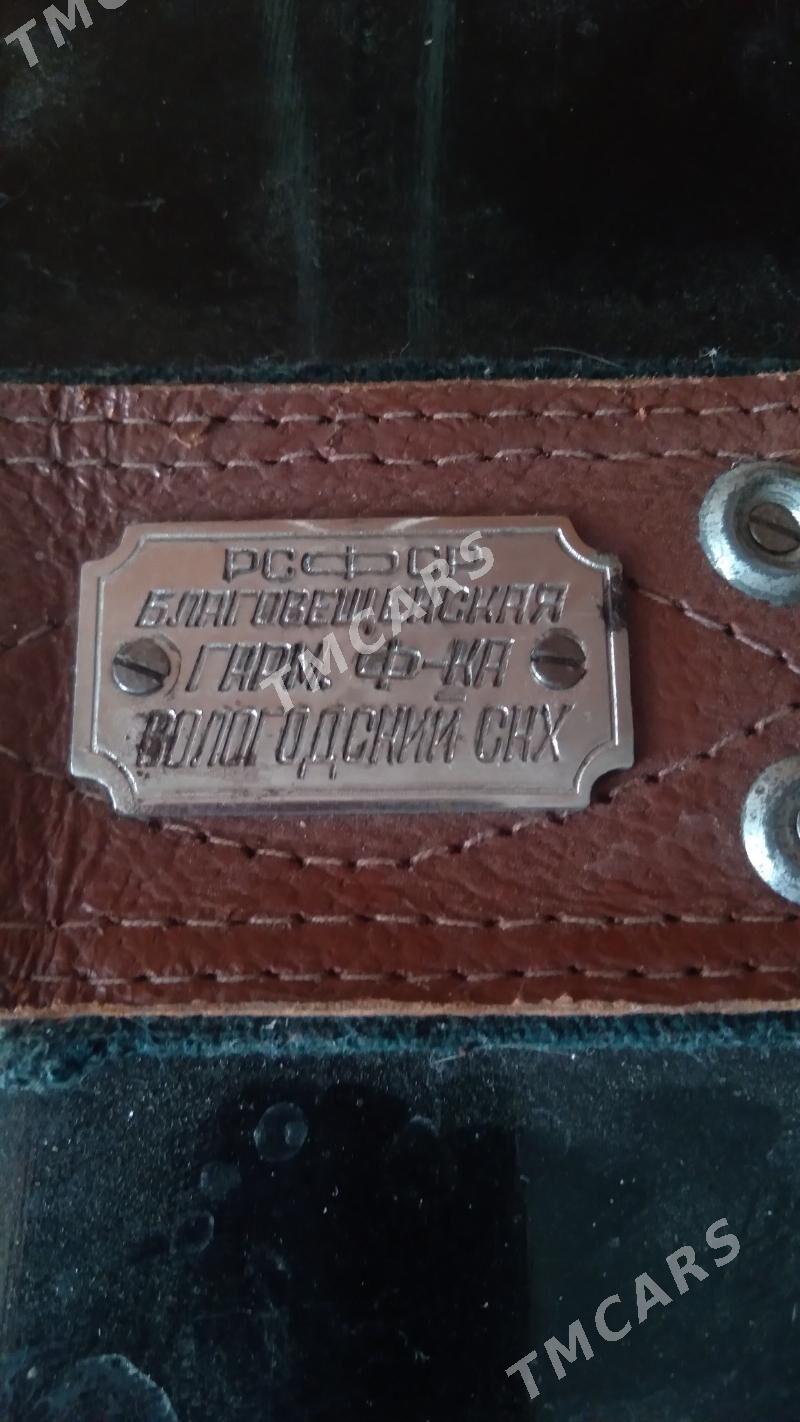 TMCARS
РСФСР
БЛАГОВЕЩЕНСКАЯ
ГАРМ. Ф-КА
ВОЛОГОДСКИЙ СНХ
TMCARS
TMCARS